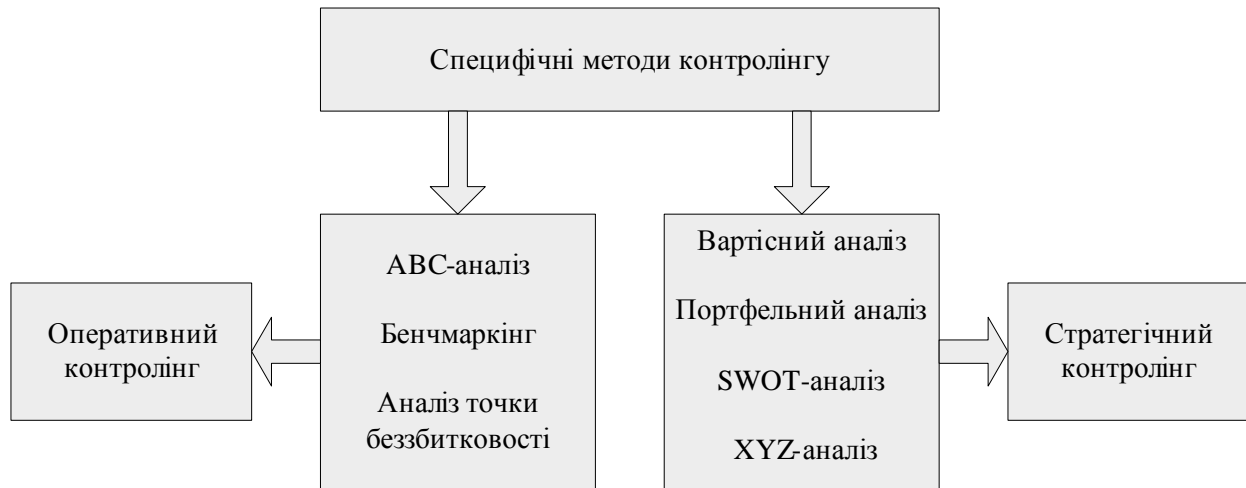 Специфічні методи контролінгу
АВС-аналіз
Бенчмаркінг
Аналіз точки
беззбитковості
Вартісний аналіз
Портфельний аналіз
SWOT-аналіз
XYZ-аналіз
Оперативний
контролінг
Стратегічний
контролінг